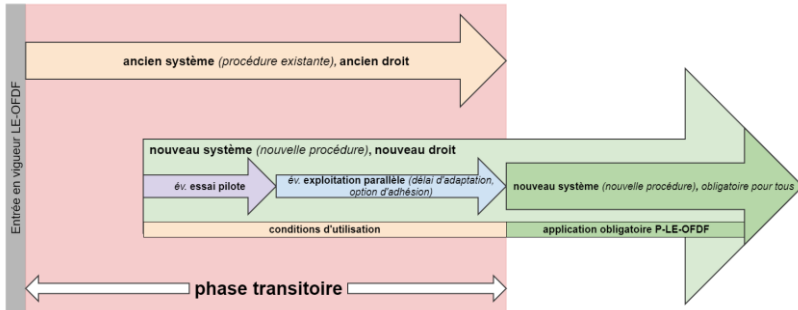 Entrée en vigueur LE-OFDF
ancien système (procédure existante), ancien droit
nouveau système (nouvelle procédure), nouveau droit
év. essai pilote
év. exploitation parallèle (délai d'adaptation,
option d'adhésion)
nouveau système (nouvelle procédure), obligatoire pour tous
conditions d'utilisation
application obligatoire P-LE-OFDF
phase transitoire